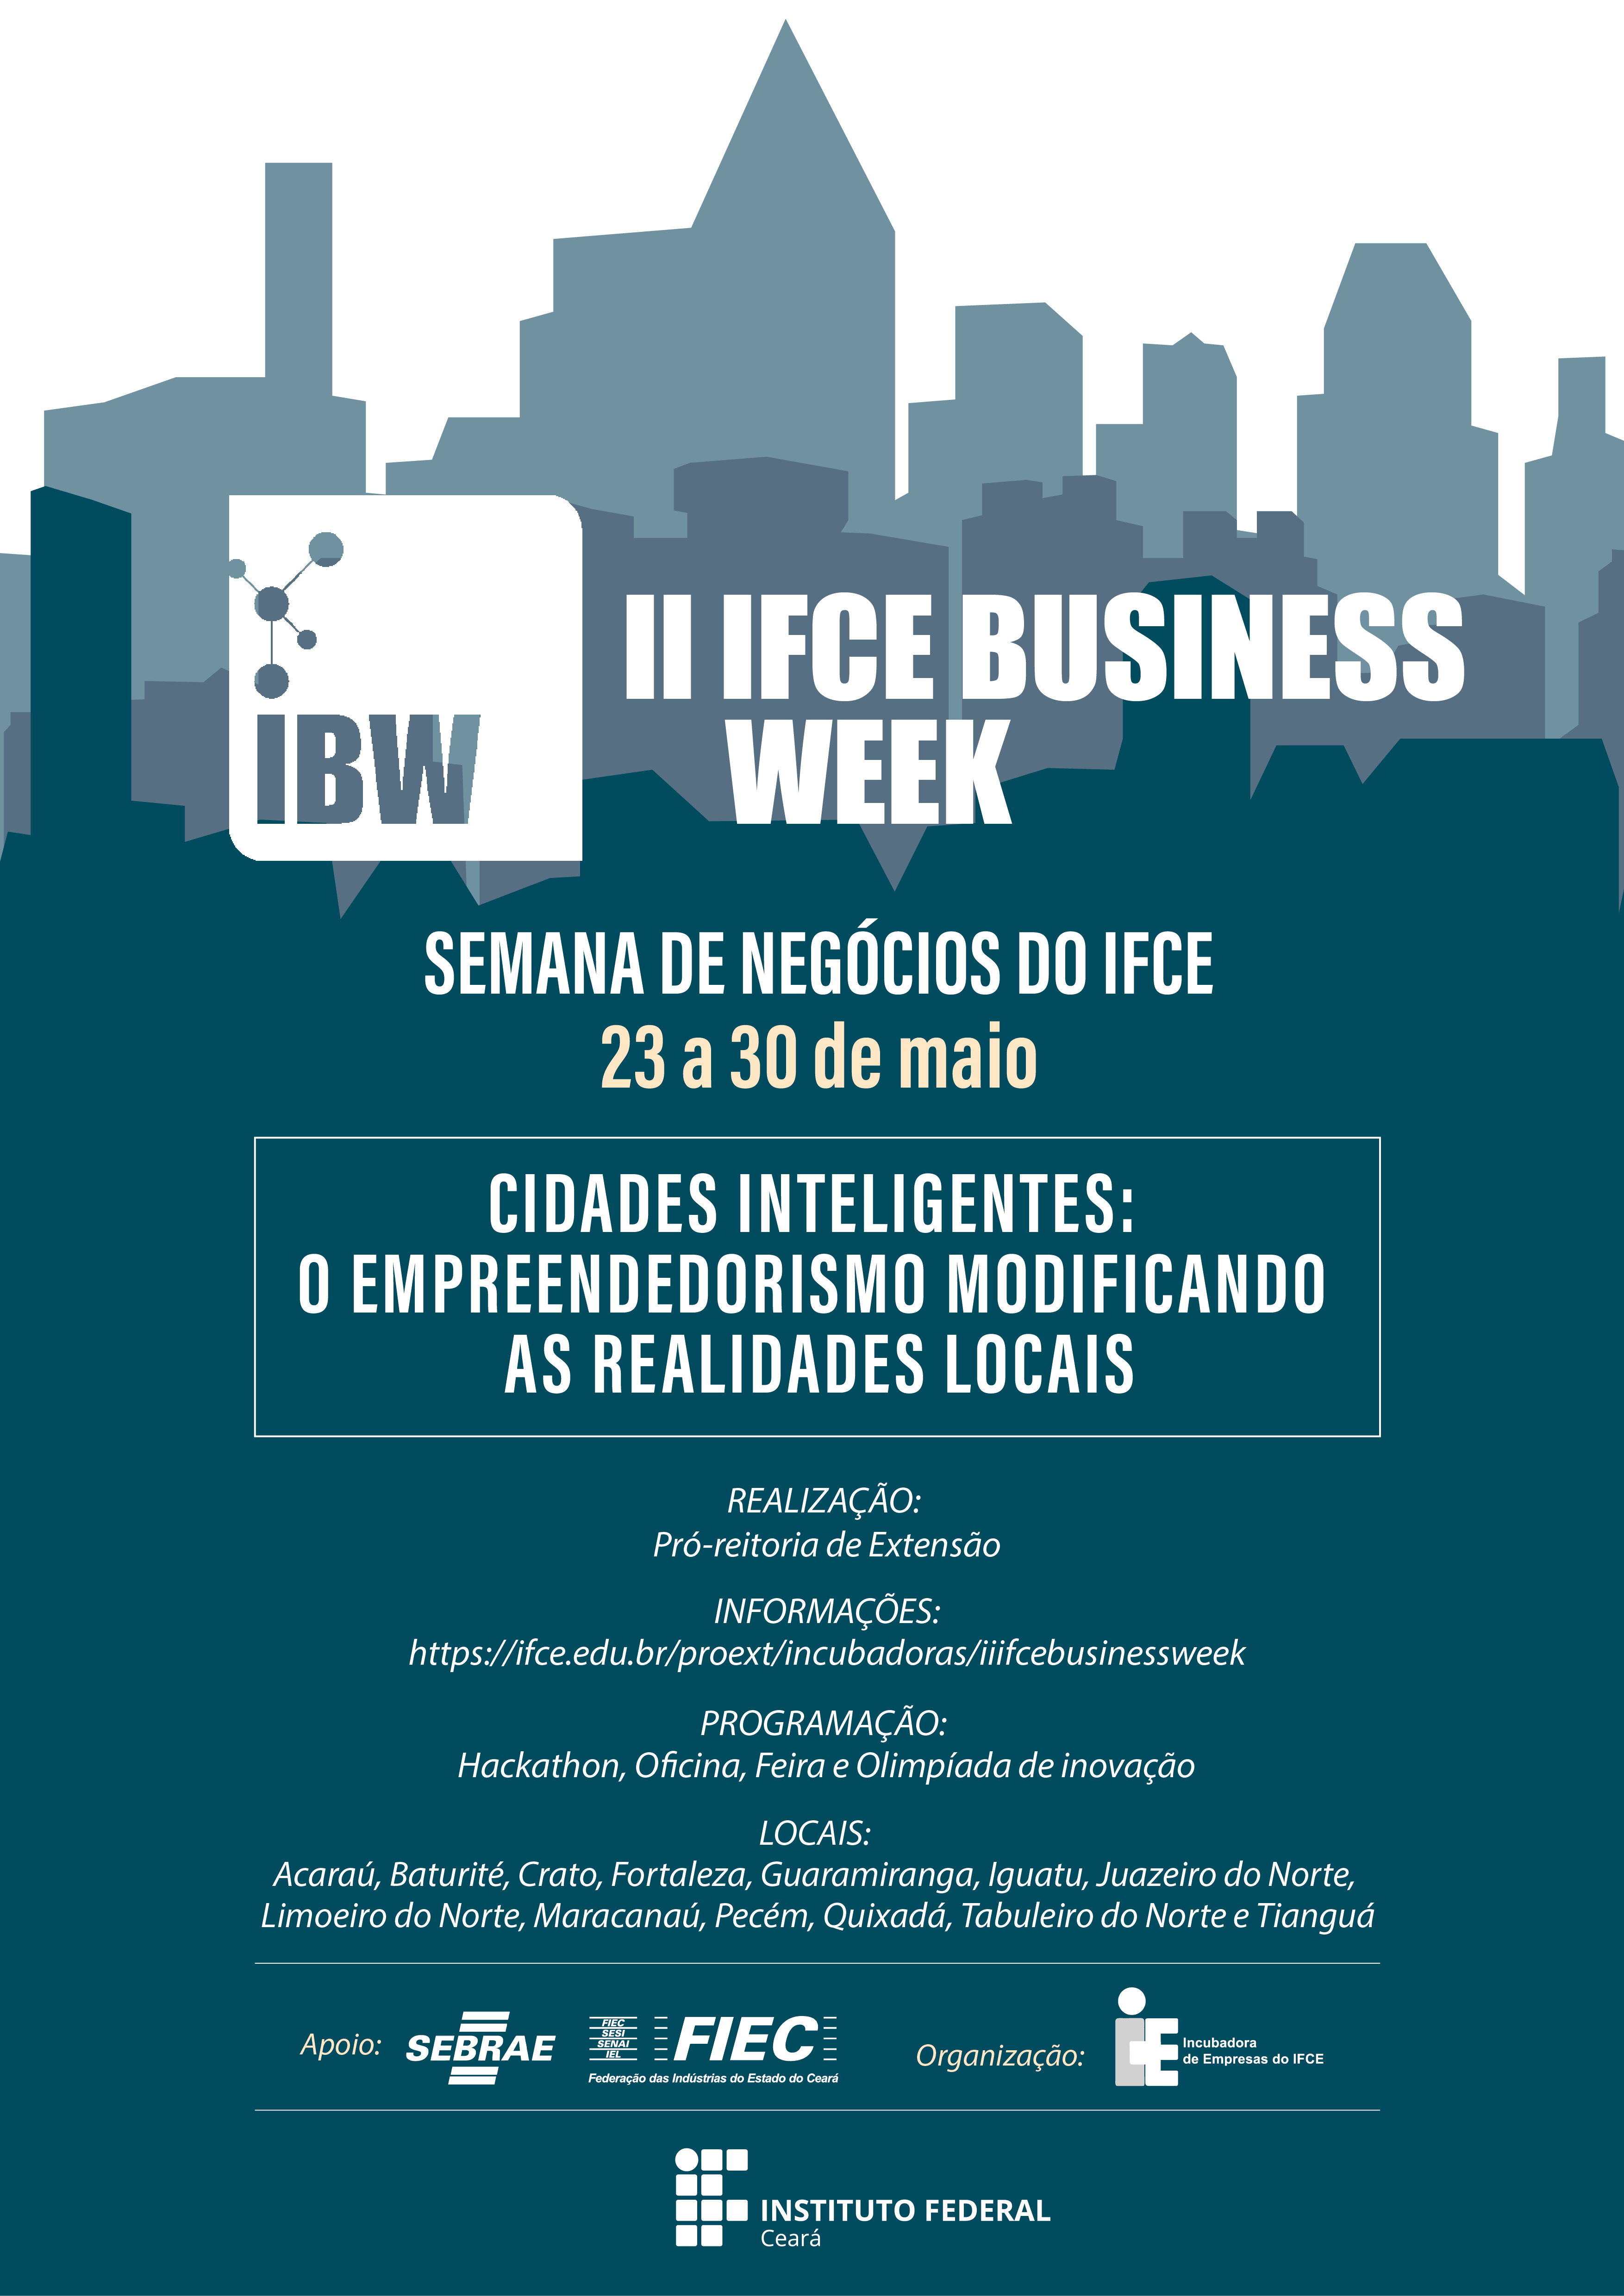 IBW
II IFCE BUSINESS
WEEK
SEMANA DE NEGÓCIOS DO IFCE
23 a 30 de maio
CIDADES INTELIGENTES:
O EMPREENDEDORISMO MODIFICANDO
AS REALIDADES LOCAIS
REALIZAÇÃO:
Pró-reitoria de Extensão
INFORMAÇÕES:
https://ifce.edu.br/proext/incubadoras/iiifcebusinessweek
PROGRAMAÇÃO:
Hackathon, Oficina, Feira e Olimpíada de inovação
LOCAIS:
Acaraú, Baturité, Crato, Fortaleza, Guaramiranga, Iguatu, Juazeiro do Norte,
Limoeiro do Norte, Maracanaú, Pecém, Quixadá, Tabuleiro do Norte e Tianguá
Apoio:
SEBRAE
FIEC
SESI
SENAI
IEL
FIEC
Federação das Indústrias do Estado do Ceará
Organização:
iE
Incubadora
de Empresas do IFCE
INSTITUTO FEDERAL
Ceará